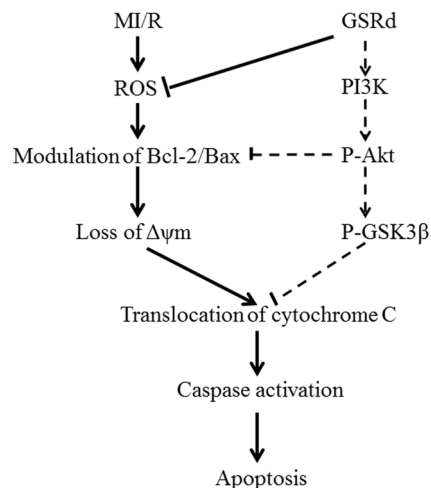 MI/R
GSRd
ROS
PI3K
Modulation of Bcl-2/Bax
P-Akt
Loss of Δψm
P-GSK3β
Translocation of cytochrome C
Caspase activation
Apoptosis